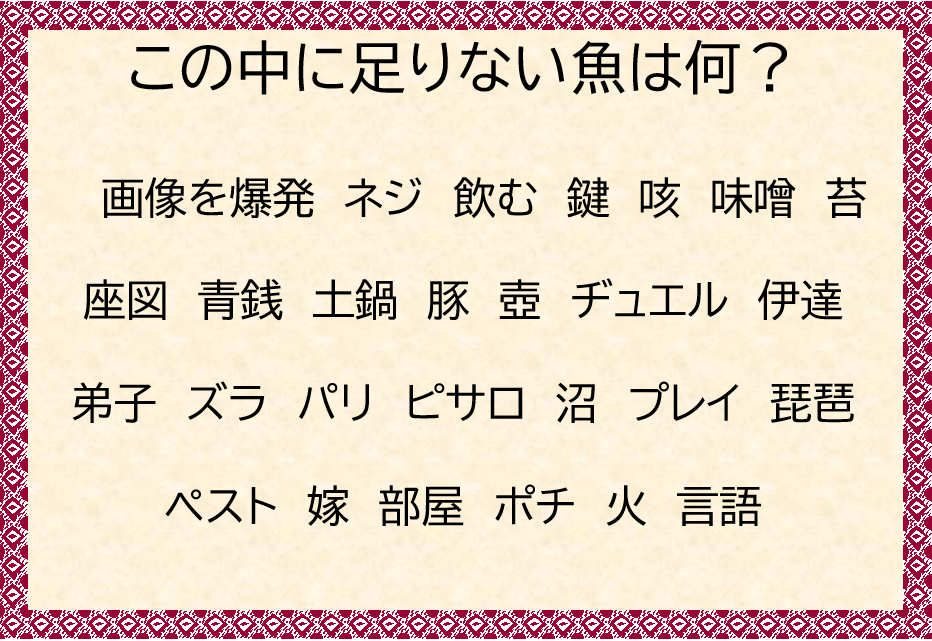 この中に足りない魚は何？
画像を爆発 ネジ 飲む 鍵 咳 味噌 苔
座図 青銭 土鍋 豚 壺 ヂュエル 伊達
弟子 ズラ パリ ピサロ 沼 プレイ 琵琶
ペスト 嫁 部屋 ポチ 火 言語